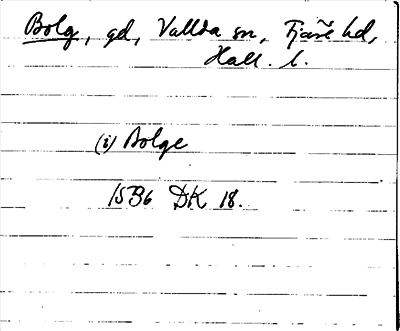 Bolg, gd, Vallda sn, Fjäre hd,
Hall. l.
(i) Bolge
1536 DK 18.